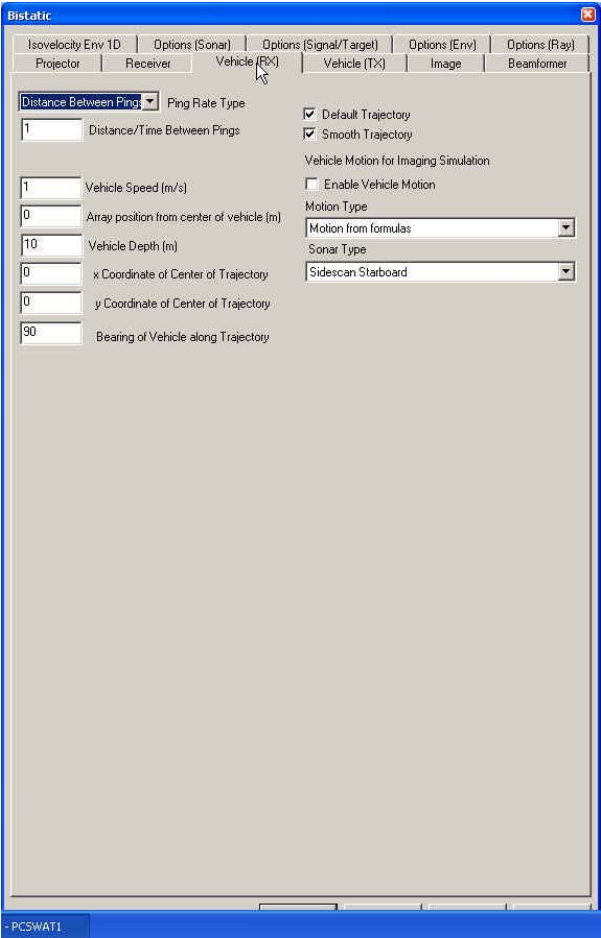 Bistatic
Isovelocity Env 1D Options (Sonar) Options (Signal/Target) Options (Env) Options (Ray)
Projector Receiver Vehicle (RX) Vehicle (TX) Image Beamformer
Distance Between Pings Ping Rate Type
1 Distance/Time Between Pings
1 Vehicle Speed (m/s)
0 Array position from center of vehicle (m)
10 Vehicle Depth (m)
0 x Coordinate of Center of Trajectory
0 y Coordinate of Center of Trajectory
90 Bearing of Vehicle along Trajectory
Default Trajectory
Smooth Trajectory
Vehicle Motion for Imaging Simulation
Enable Vehicle Motion
Motion Type
Motion from formulas
Sonar Type
Sidescan Starboard
- PCSWAT1